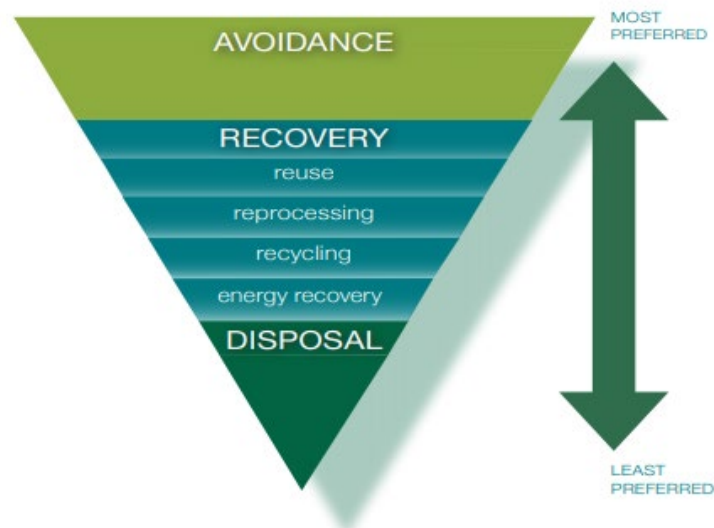 MOST
PREFERRED
AVOIDANCE
RECOVERY
reuse
reprocessing
recycling
energy recovery
DISPOSAL
LEAST
PREFERRED